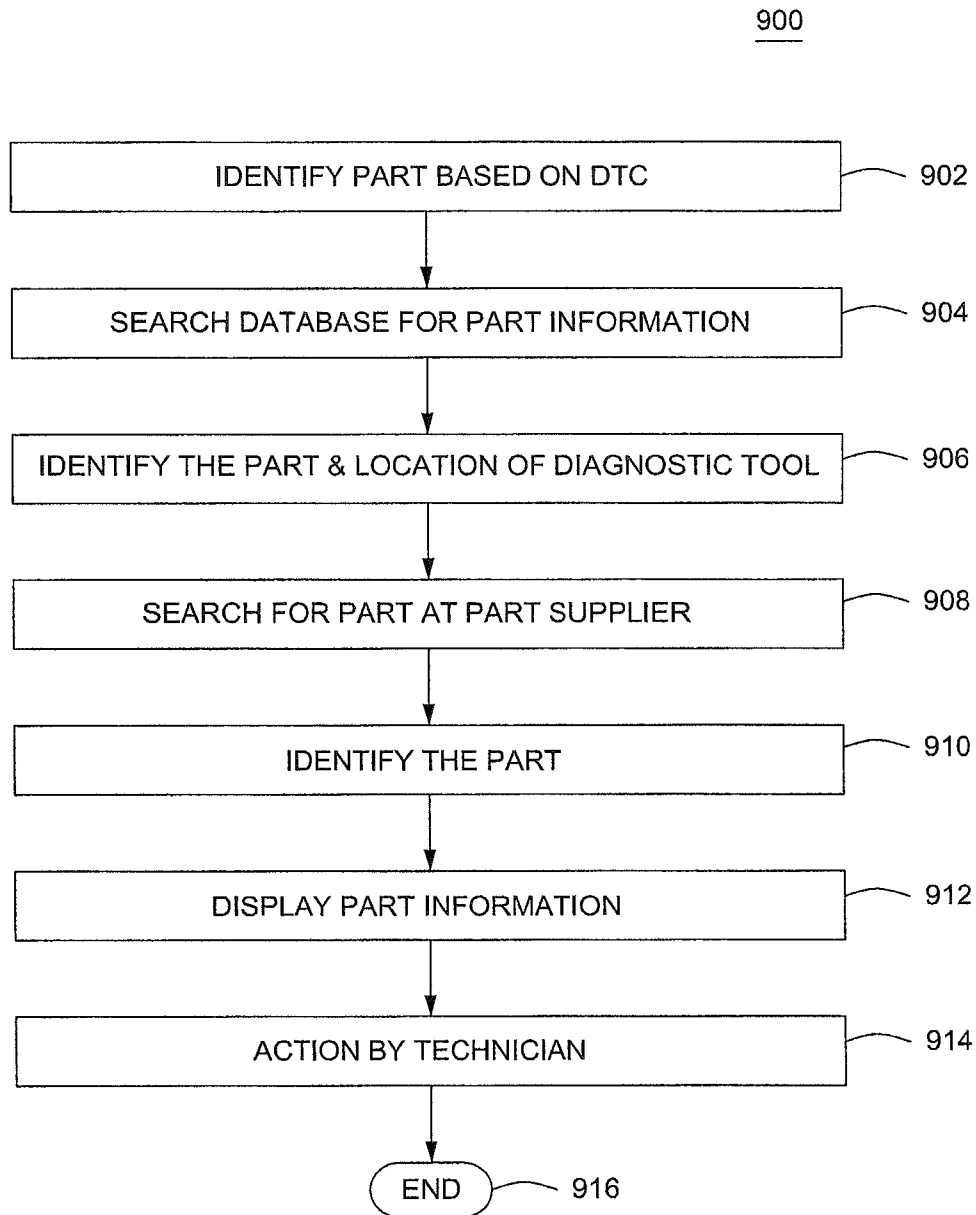 900
IDENTIFY PART BASED ON DTC
902
SEARCH DATABASE FOR PART INFORMATION
904
IDENTIFY THE PART & LOCATION OF DIAGNOSTIC TOOL
906
SEARCH FOR PART AT PART SUPPLIER
908
IDENTIFY THE PART
910
DISPLAY PART INFORMATION
912
ACTION BY TECHNICIAN
914
END
916